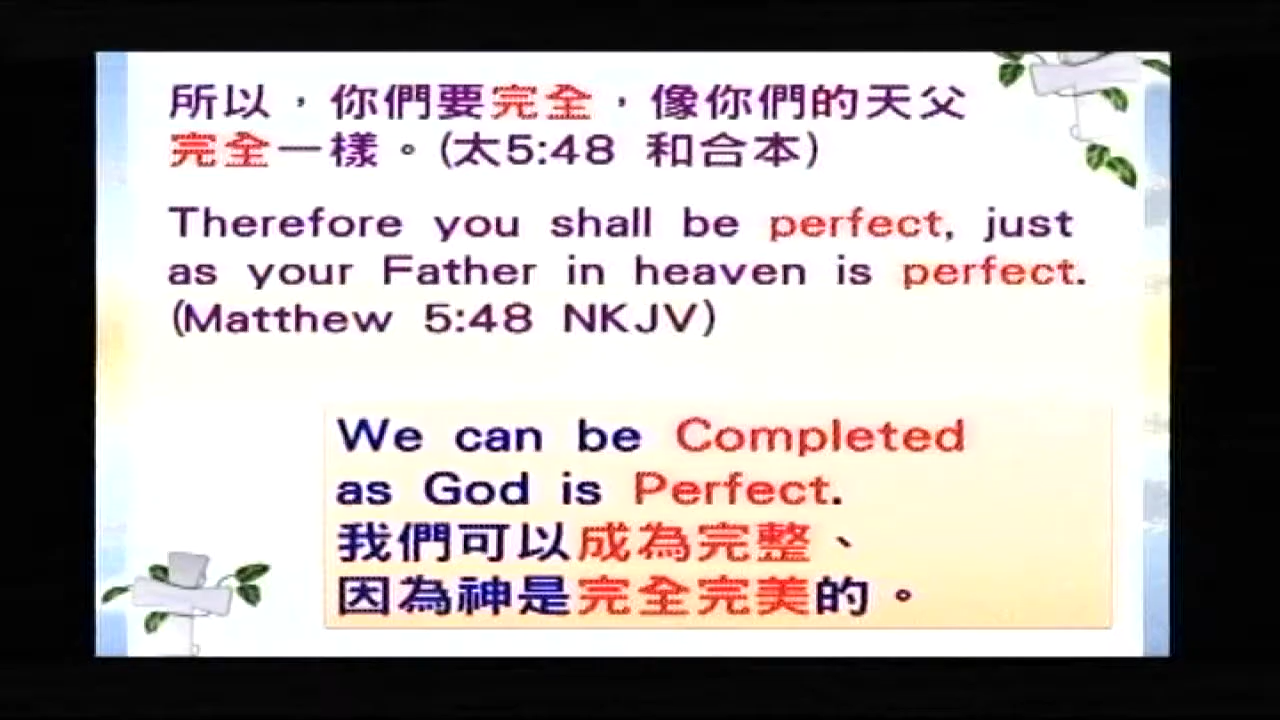 所以，你們要完全，像你們的天父
完全一樣。(太5:48 和合本)
Therefore you shall be perfect, just
as your Father in heaven is perfect.
(Matthew 5:48 NKJV)
We can be Completed
as God is Perfect.
我們可以成為完整、
因為神是完全完美的。